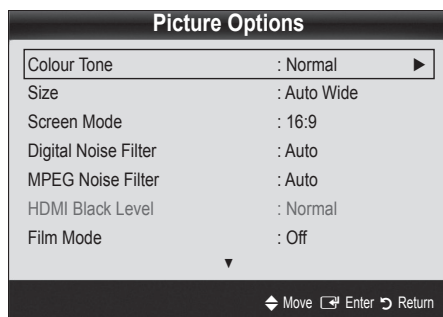 Picture Options
Colour Tone : Normal ►
Size : Auto Wide
Screen Mode : 16:9
Digital Noise Filter : Auto
MPEG Noise Filter : Auto
HDMI Black Level : Normal
Film Mode : Off
▼
Move Enter Return